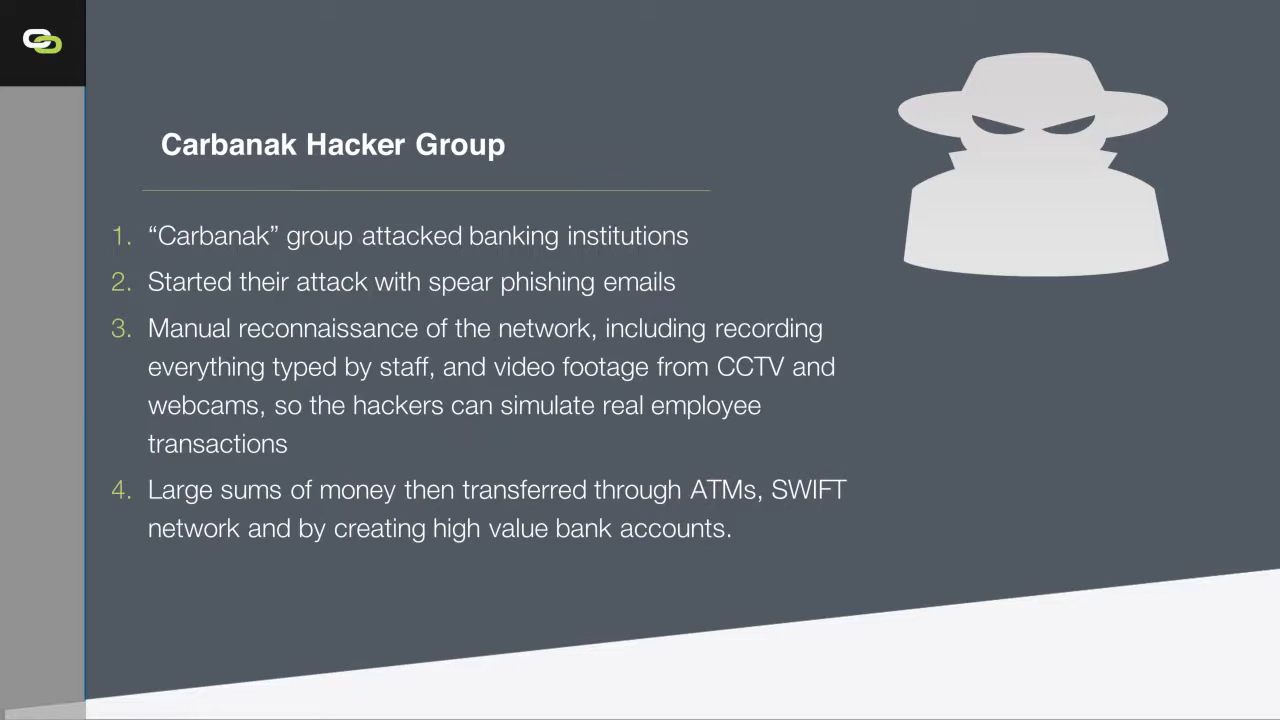 Carbanak Hacker Group
1. “Carbanak” group attacked banking institutions
2. Started their attack with spear phishing emails
3. Manual reconnaissance of the network, including recording
everything typed by staff, and video footage from CCTV and
webcams, so the hackers can simulate real employee
transactions
4. Large sums of money then transferred through ATMs, SWIFT
network and by creating high value bank accounts.